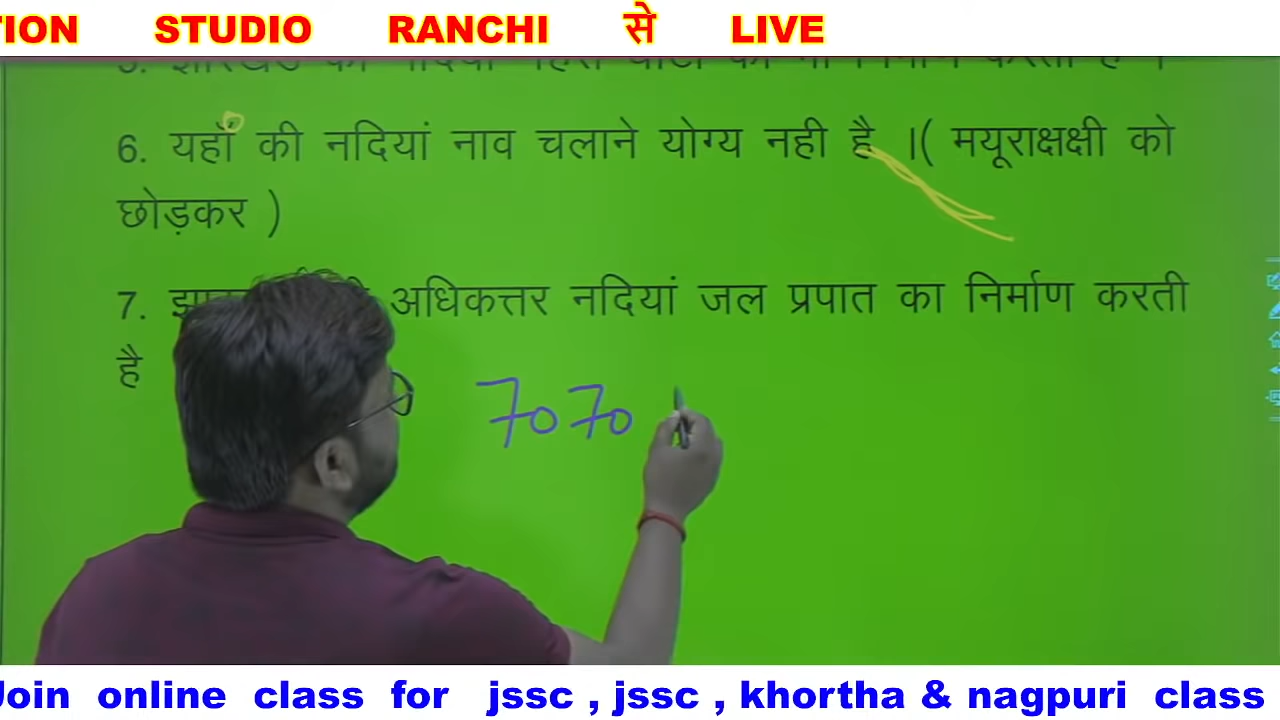 TION STUDIO RANCHI से LIVE
6. यहाँ की नदियां नाव चलाने योग्य नही है ।( मयूराक्षक्षी को
छोड़कर )
7. अधिकत्तर नदियां जल प्रपात का निर्माण करती
है
7070
Join online class for jssc , jssc , khortha & nagpuri class